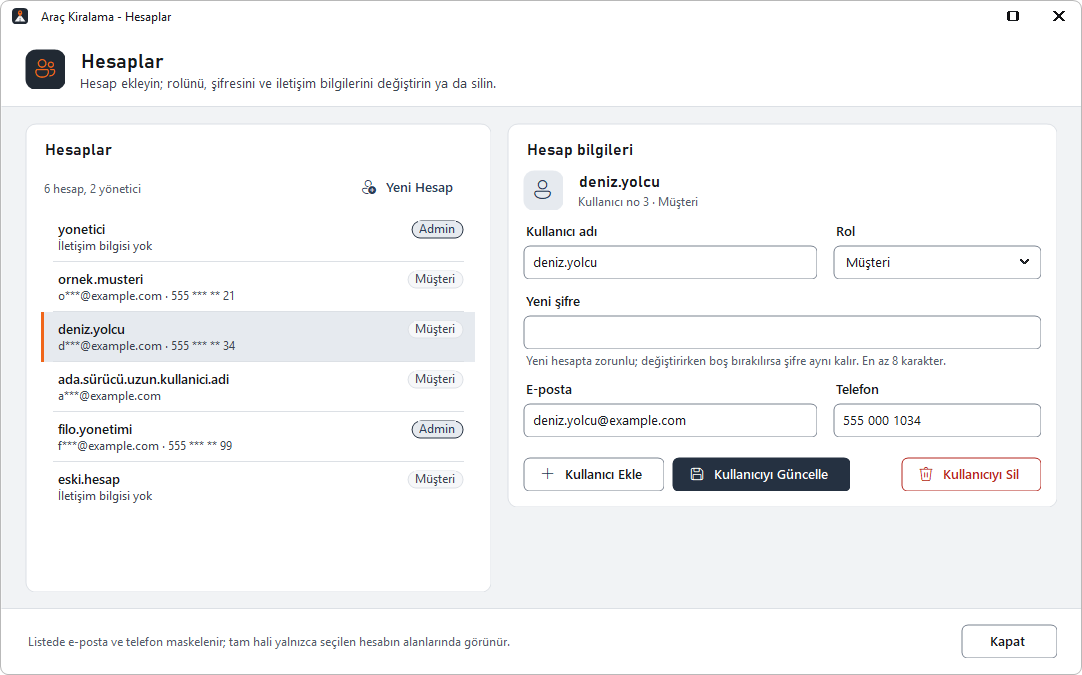 Araç Kiralama - Hesaplar
Hesaplar
Hesap ekleyin; rolünü, şifresini ve iletişim bilgilerini değiştirin ya da silin.
Hesaplar
6 hesap, 2 yönetici
Yeni Hesap
yonetici
Admin
İletişim bilgisi yok
ornek.musteri
Müşteri
o***@example.com · 555 *** ** 21
deniz.yolcu
Müşteri
d***@example.com · 555 *** ** 34
ada.sürücü.uzun.kullanici.adi
Müşteri
a***@example.com
filo.yonetimi
Admin
f***@example.com · 555 *** ** 99
eski.hesap
Müşteri
İletişim bilgisi yok
Hesap bilgileri
deniz.yolcu
Kullanıcı no 3 · Müşteri
Kullanıcı adı
Rol
deniz.yolcu
Müşteri
Yeni şifre
Yeni hesapta zorunlu; değiştirirken boş bırakılırsa şifre aynı kalır. En az 8 karakter.
E-posta
Telefon
deniz.yolcu@example.com
555 000 1034
Kullanıcı Ekle
Kullanıcıyı Güncelle
Kullanıcıyı Sil
Listede e-posta ve telefon maskelenir; tam hali yalnızca seçilen hesabın alanlarında görünür.
Kapat